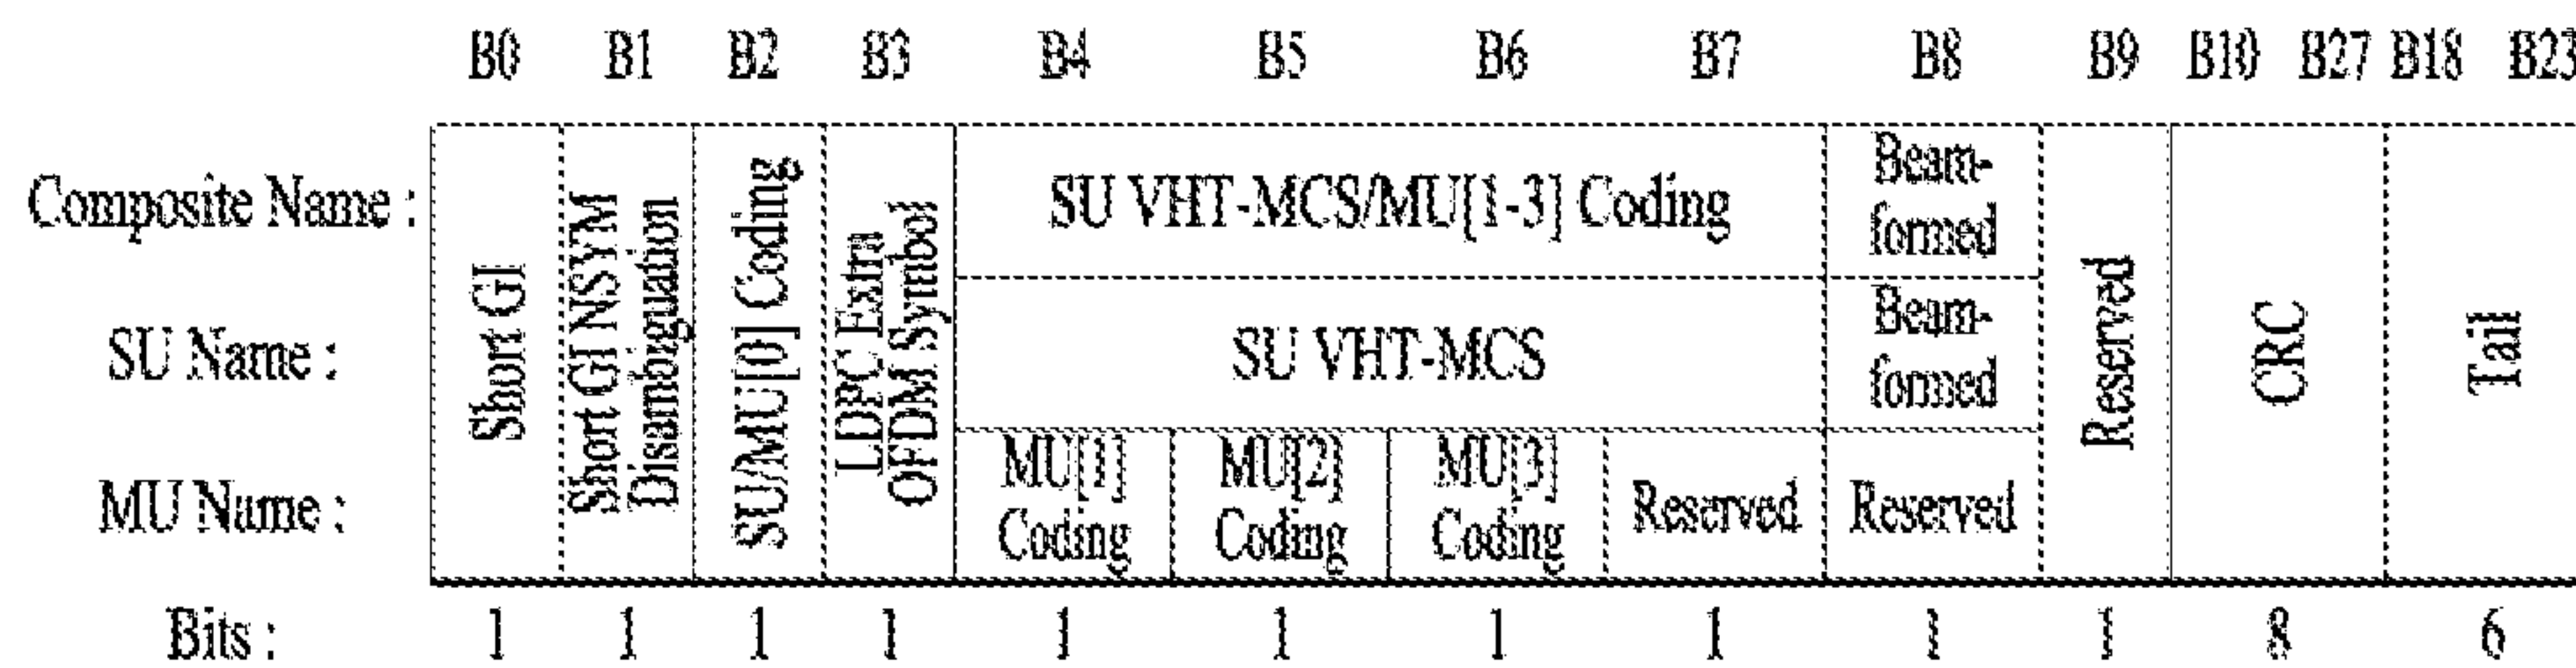 B0 B1 B2 B3 B4 B5 B6 B7 B8 B9 B10 B27 B18 B23
Composite Name :
SU Name :
MU Name :
Short GI
Short GI NSYM
Disambiguation
SU/MU[0] Coding
LDPC Extra
OFDM Symbol
SU VHT-MCS/MU[1-3] Coding
Beam-
formed
SU VHT-MCS
Beam-
formed
MU[1]
Coding
MU[2]
Coding
MU[3]
Coding
Reserved
Reserved
Reserved
CRC
Tail
Bits : 1 1 1 1 1 1 1 1 1 1 8 6